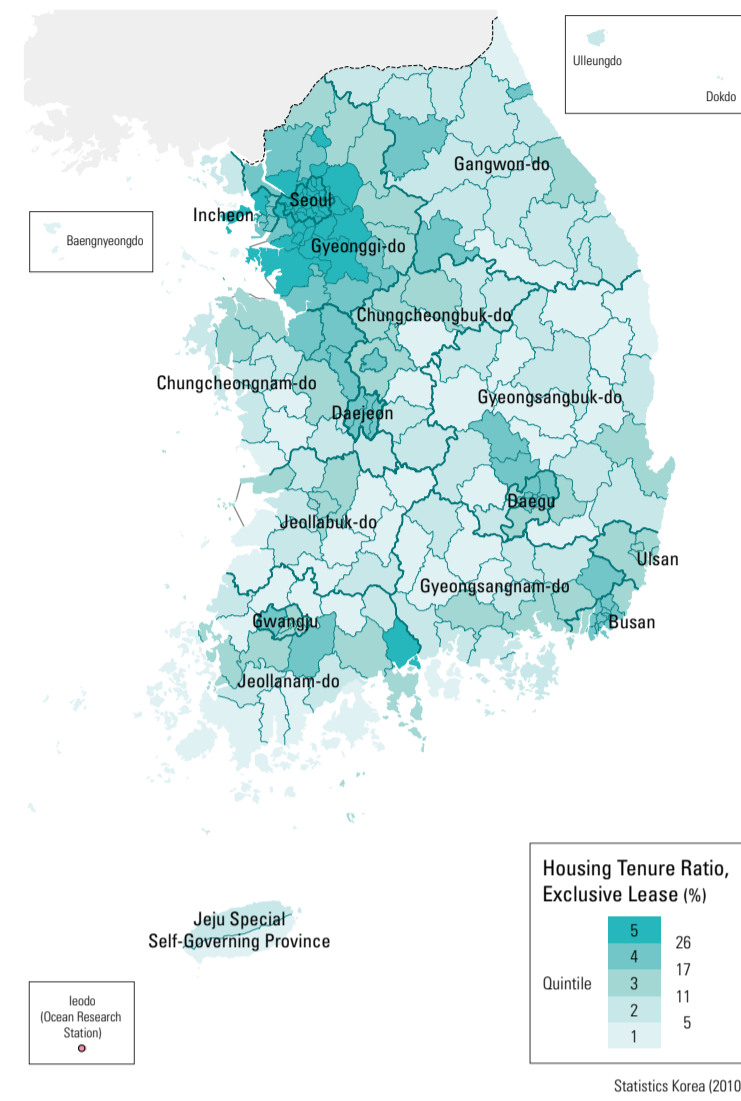 Ulleungdo
Dokdo
Gangwon-do
Seoul
Incheon
Baengnyeongdo
Gyeonggi-do
Chungcheongbuk-do
Chungcheongnam-do
Gyeongsangbuk-do
Daejeon
Daegu
Jeollabuk-do
Ulsan
Gyeongsangnam-do
Gwangju
Busan
Jeollanam-do
Jeju Special
Self-Governing Province
Ieodo
(Ocean Research
Station)
Housing Tenure Ratio,
Exclusive Lease (%)
5
26
4
17
Quintile
3
11
2
5
1
Statistics Korea (2010